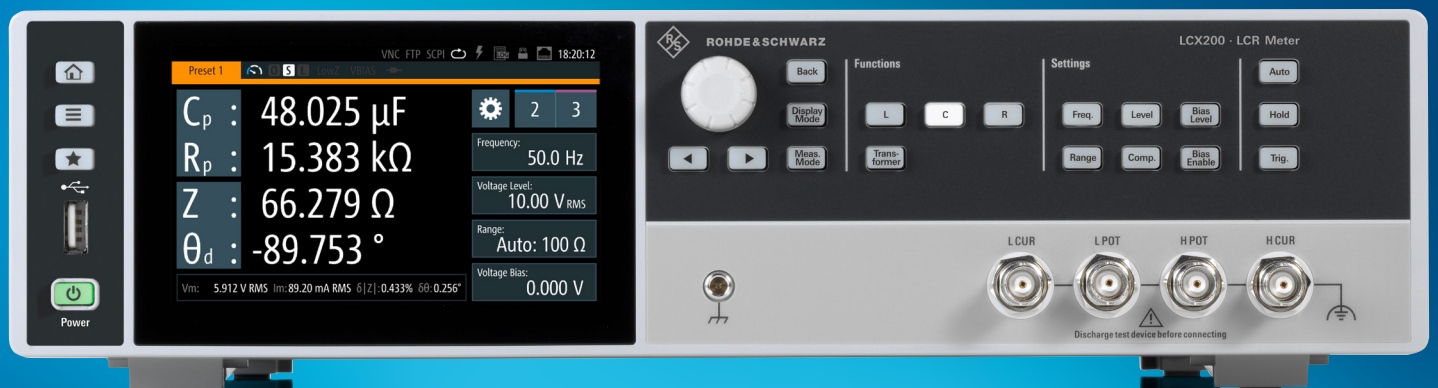 VNC FTP SCPI 18:20:12
Preset 1 S LowZ VBIAS
Cp : 48.025 µF
Rp : 15.383 kΩ
Z : 66.279 Ω
θd : -89.753 °
Vm: 5.912 V RMS Im: 89.20 mA RMS δ|Z|: 0.433% δθ: 0.256°
2 3
Frequency:
50.0 Hz
Voltage Level:
10.00 V RMS
Range:
Auto: 100 Ω
Voltage Bias:
0.000 V
Power
R S
ROHDE&SCHWARZ
LCX200 · LCR Meter
Back
Display
Mode
Meas.
Mode
Functions
L
C
R
Trans-
former
Settings
Freq.
Level
Bias
Level
Range
Comp.
Bias
Enable
Auto
Hold
Trig.
L CUR
L POT
H POT
H CUR
Discharge test device before connecting